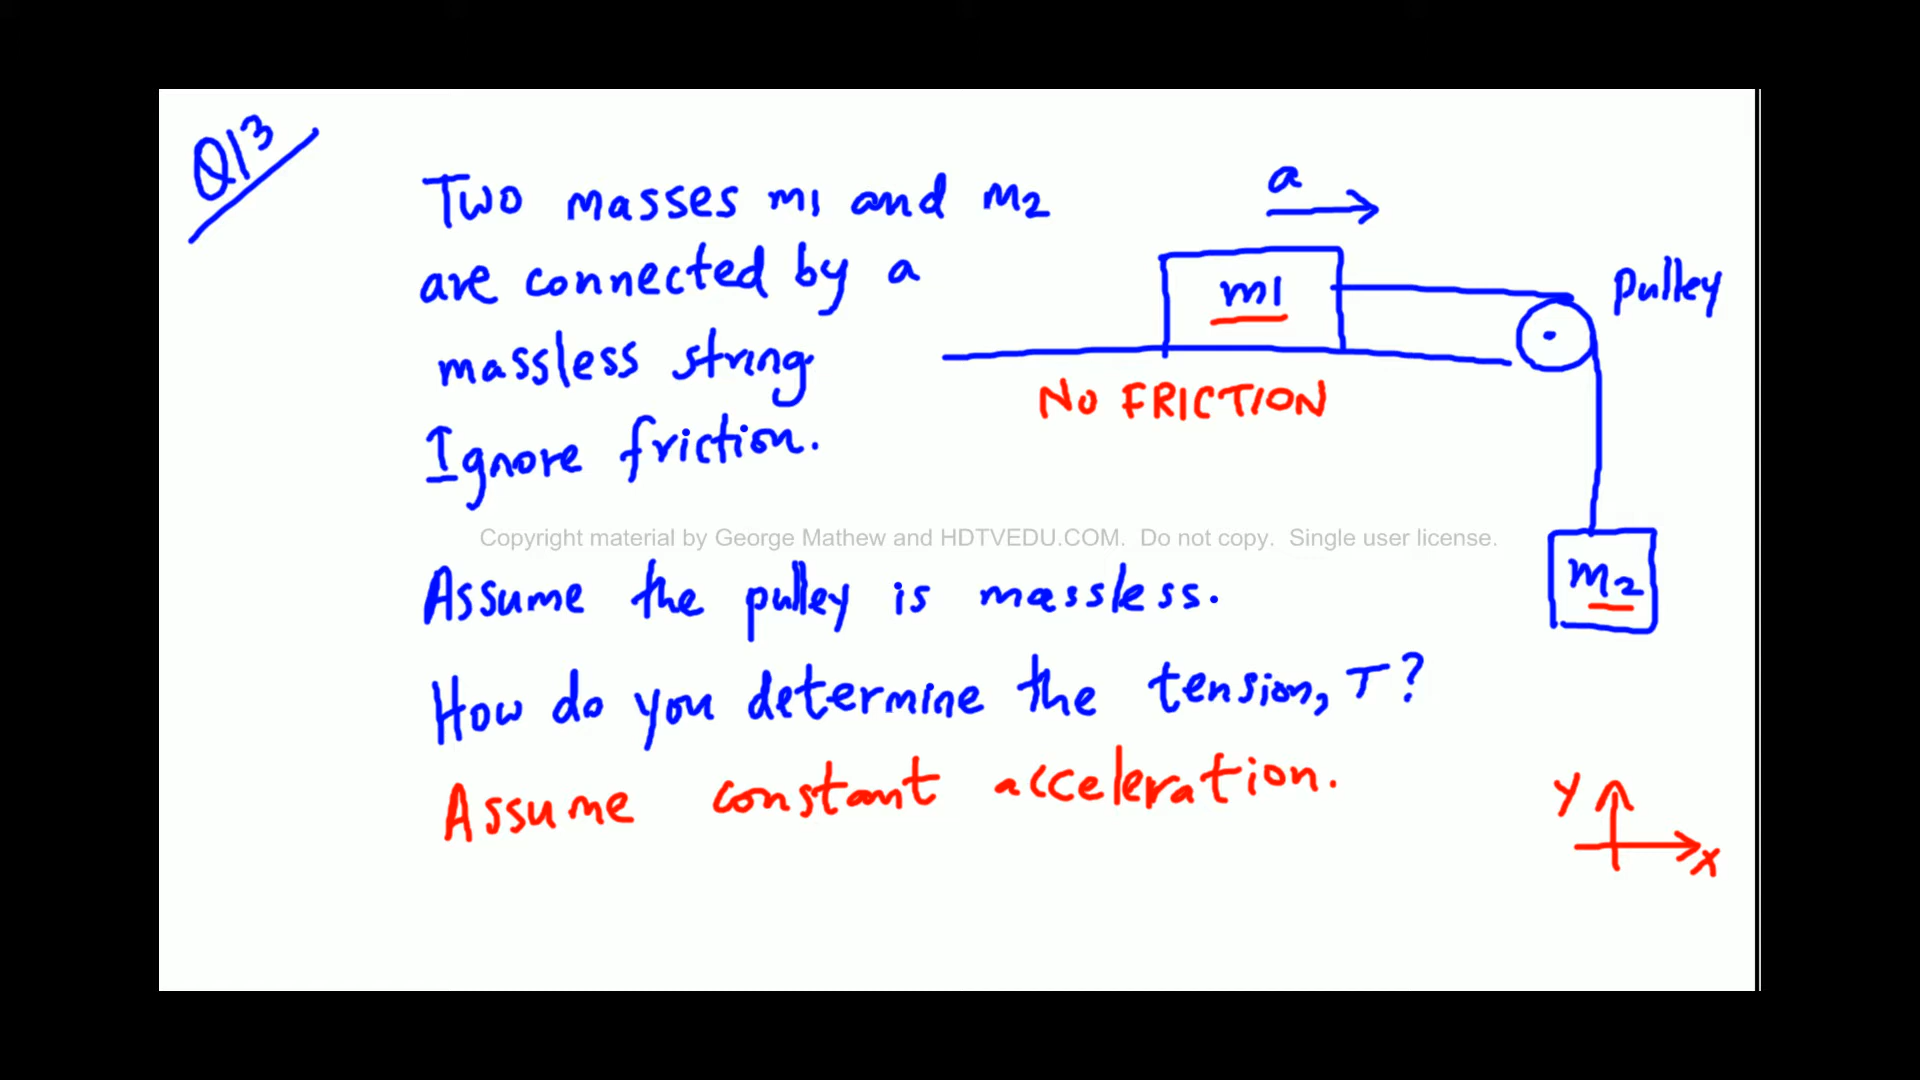 Q13
Two masses m1 and m2
are connected by a
massless string
Ignore friction.
a
m1
Pulley
NO FRICTION
Copyright material by George Mathew and HDTVEDU.COM. Do not copy. Single user license.
m2
Assume the pulley is massless.
How do you determine the tension, T?
Assume constant acceleration.
y
x